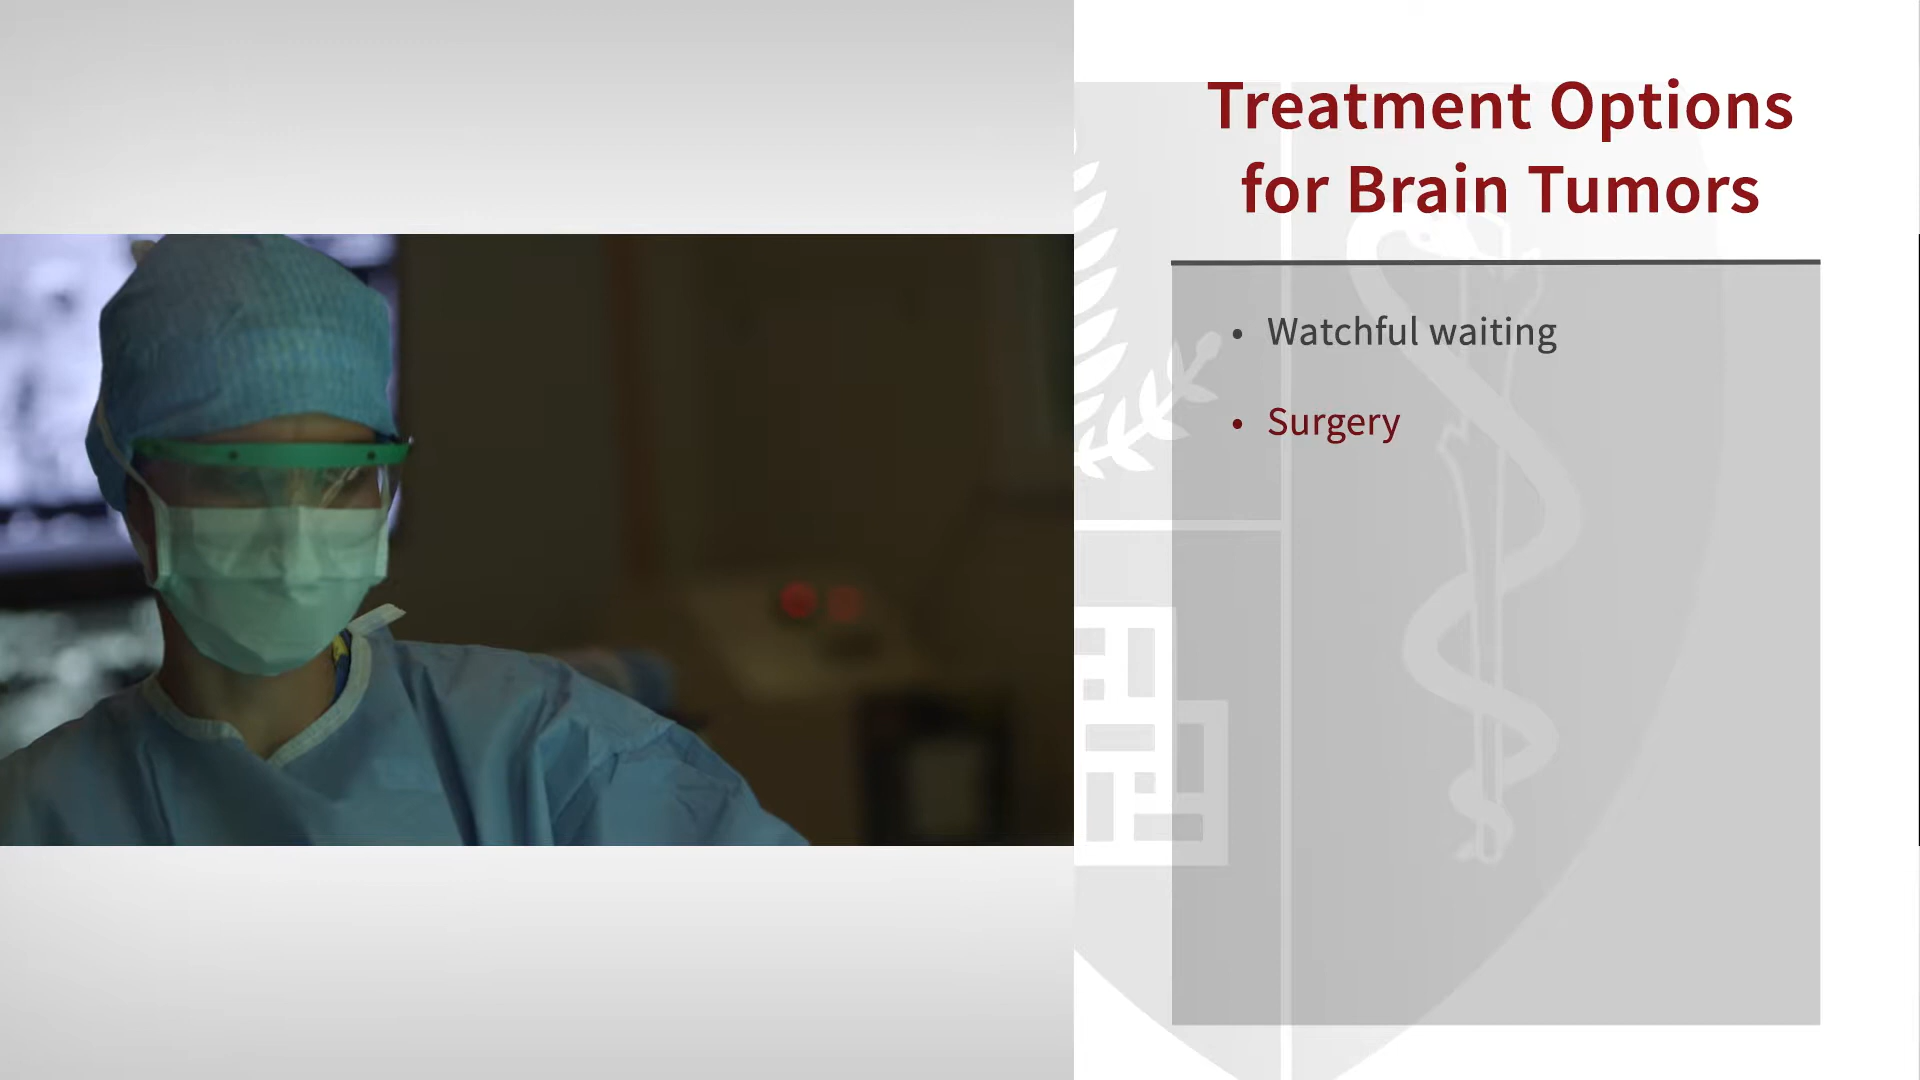 Treatment Options
for Brain Tumors
• Watchful waiting
• Surgery